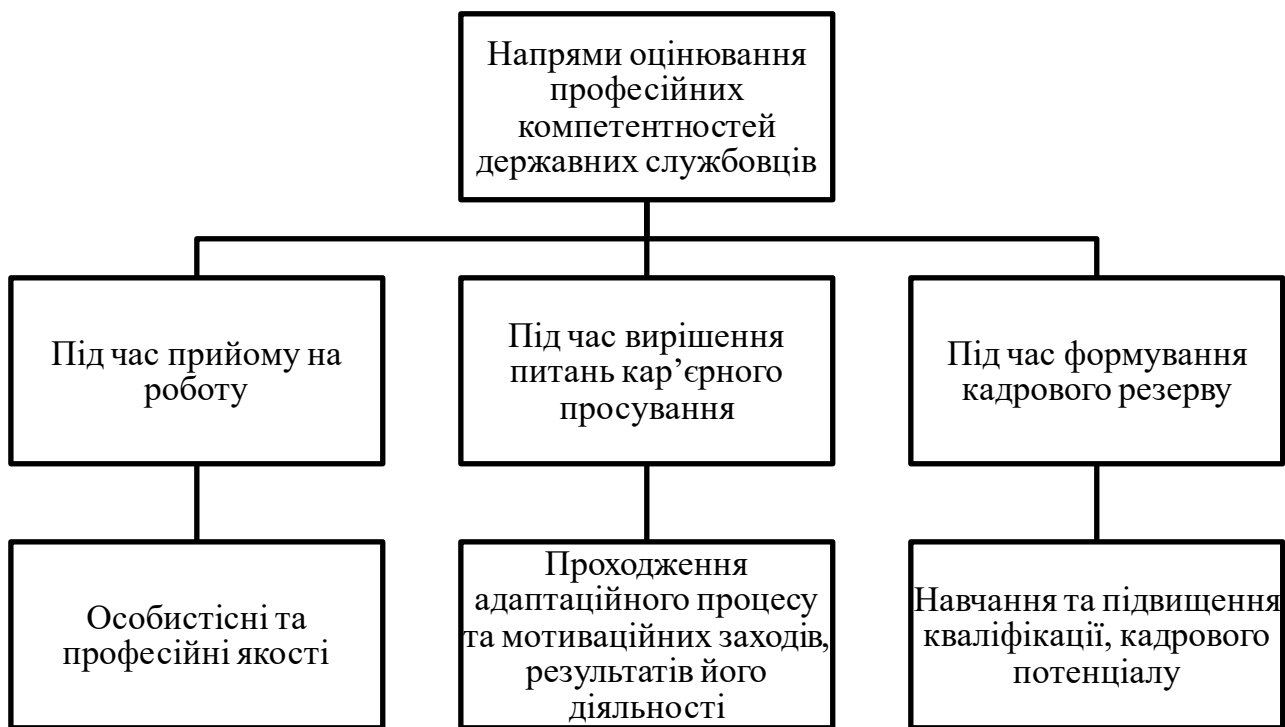 Напрями оцінювання
професійних
компетентностей
державних службовців
Під час прийому на
роботу
Під час вирішення
питань кар’єрного
просування
Під час формування
кадрового резерву
Особистісні та
професійні якості
Проходження
адаптаційного процесу
та мотиваційних заходів,
результатів його
діяльності
Навчання та підвищення
кваліфікації, кадрового
потенціалу